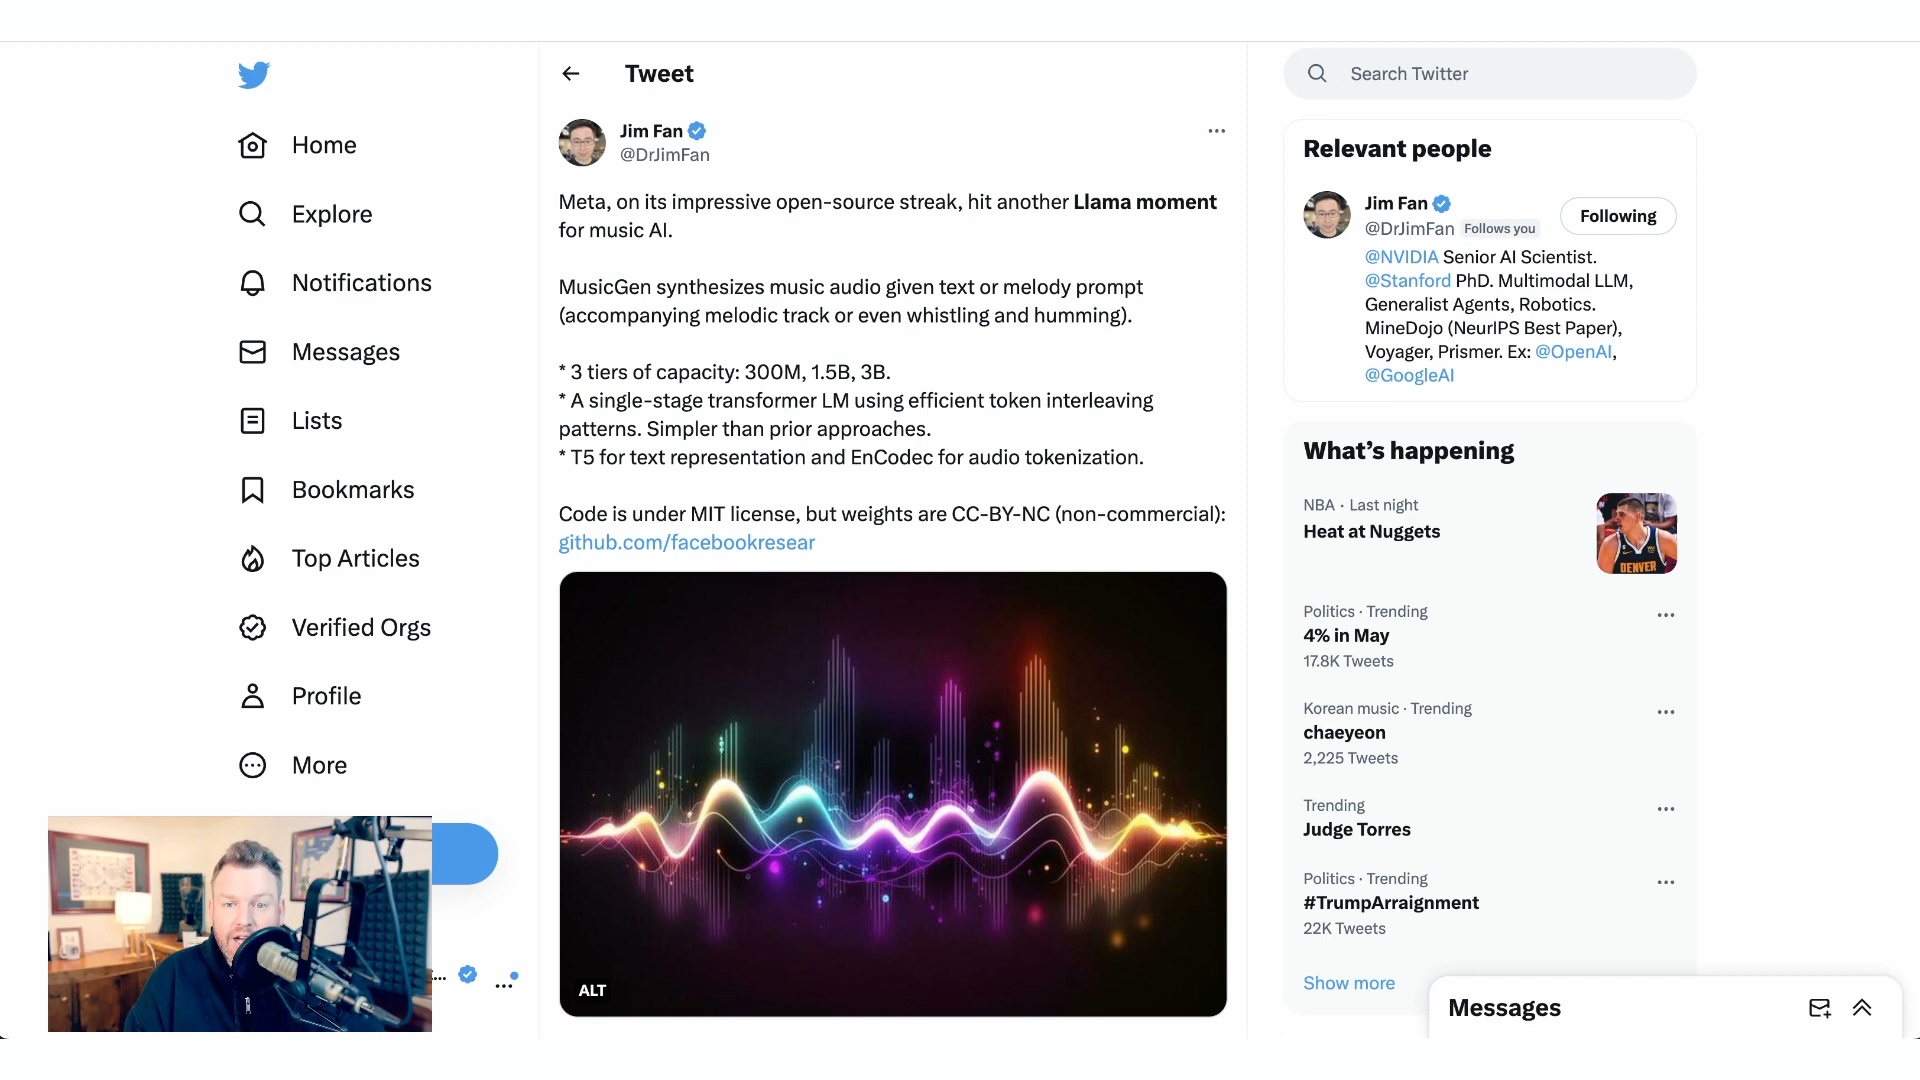 Home
Explore
Notifications
Messages
Lists
Bookmarks
Top Articles
Verified Orgs
Profile
More
Tweet
Jim Fan
@DrJimFan
Meta, on its impressive open-source streak, hit another Llama moment
for music AI.
MusicGen synthesizes music audio given text or melody prompt
(accompanying melodic track or even whistling and humming).
* 3 tiers of capacity: 300M, 1.5B, 3B.
* A single-stage transformer LM using efficient token interleaving
patterns. Simpler than prior approaches.
* T5 for text representation and EnCodec for audio tokenization.
Code is under MIT license, but weights are CC-BY-NC (non-commercial):
github.com/facebookresear
ALT
Search Twitter
Relevant people
Jim Fan
@DrJimFan Follows you
Following
@NVIDIA Senior AI Scientist.
@Stanford PhD. Multimodal LLM,
Generalist Agents, Robotics.
MineDojo (NeurIPS Best Paper),
Voyager, Prismer. Ex: @OpenAI,
@GoogleAI
What's happening
NBA · Last night
Heat at Nuggets
DENVER
Politics · Trending
4% in May
17.8K Tweets
Korean music · Trending
chaeyeon
2,225 Tweets
Trending
Judge Torres
Politics · Trending
#TrumpArraignment
22K Tweets
Show more
Messages